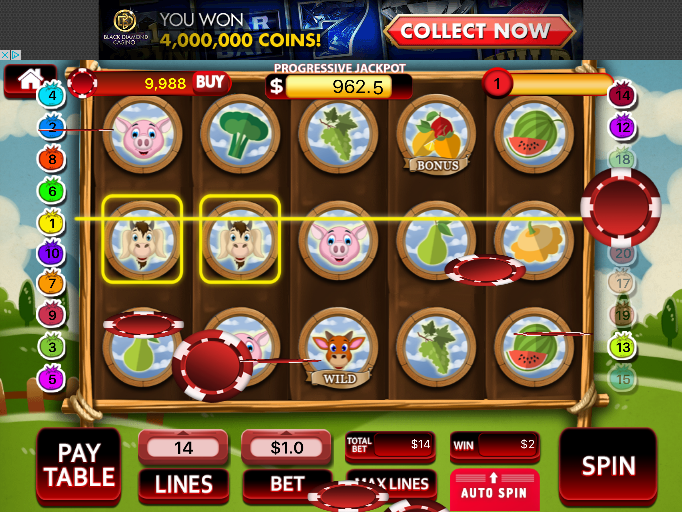 BLACK DIAMOND
CASINO
YOU WON
4,000,000 COINS!
COLLECT NOW
PROGRESSIVE JACKPOT
9,988 BUY
$ 962.5
1
4
14
2
12
8
18
6
1
10
20
7
17
9
19
3
13
5
15
BONUS
WILD
PAY
TABLE
14
LINES
$1.0
BET
TOTAL
BET
$14
WIN
$2
MAX LINES
AUTO SPIN
SPIN